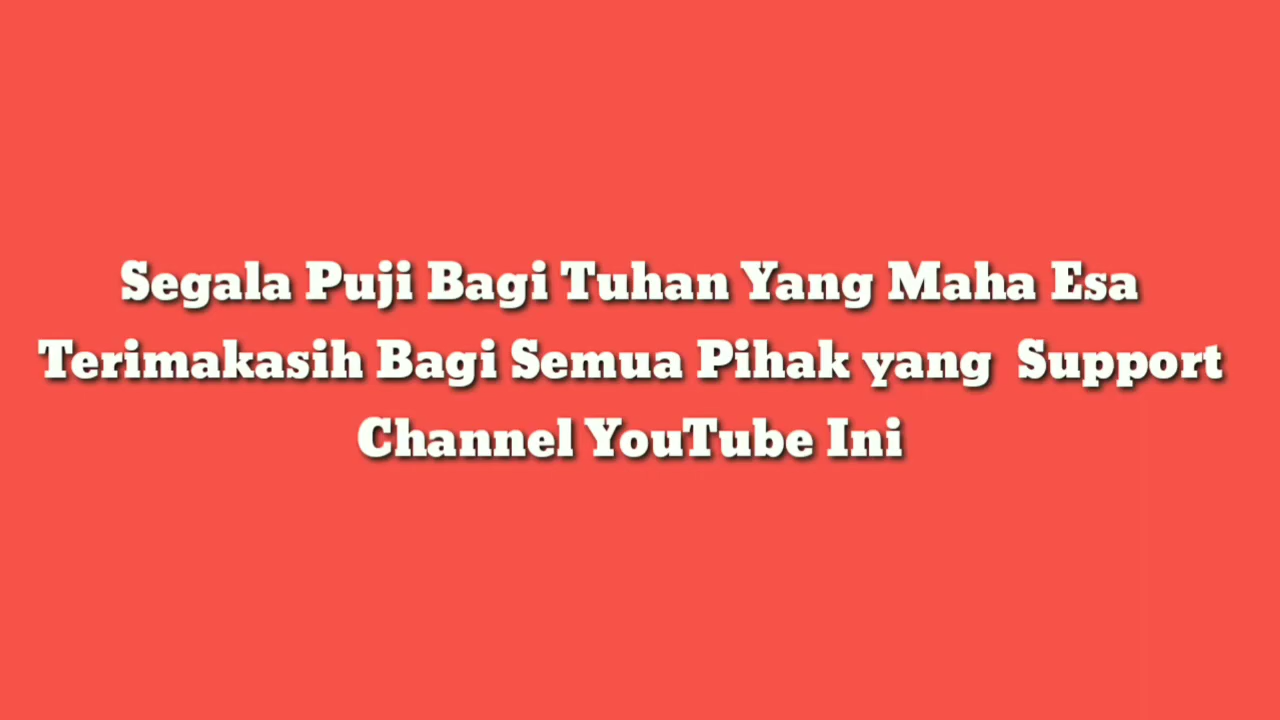 Segala Puji Bagi Tuhan Yang Maha Esa
Terimakasih Bagi Semua Pihak yang  Support
Channel YouTube Ini